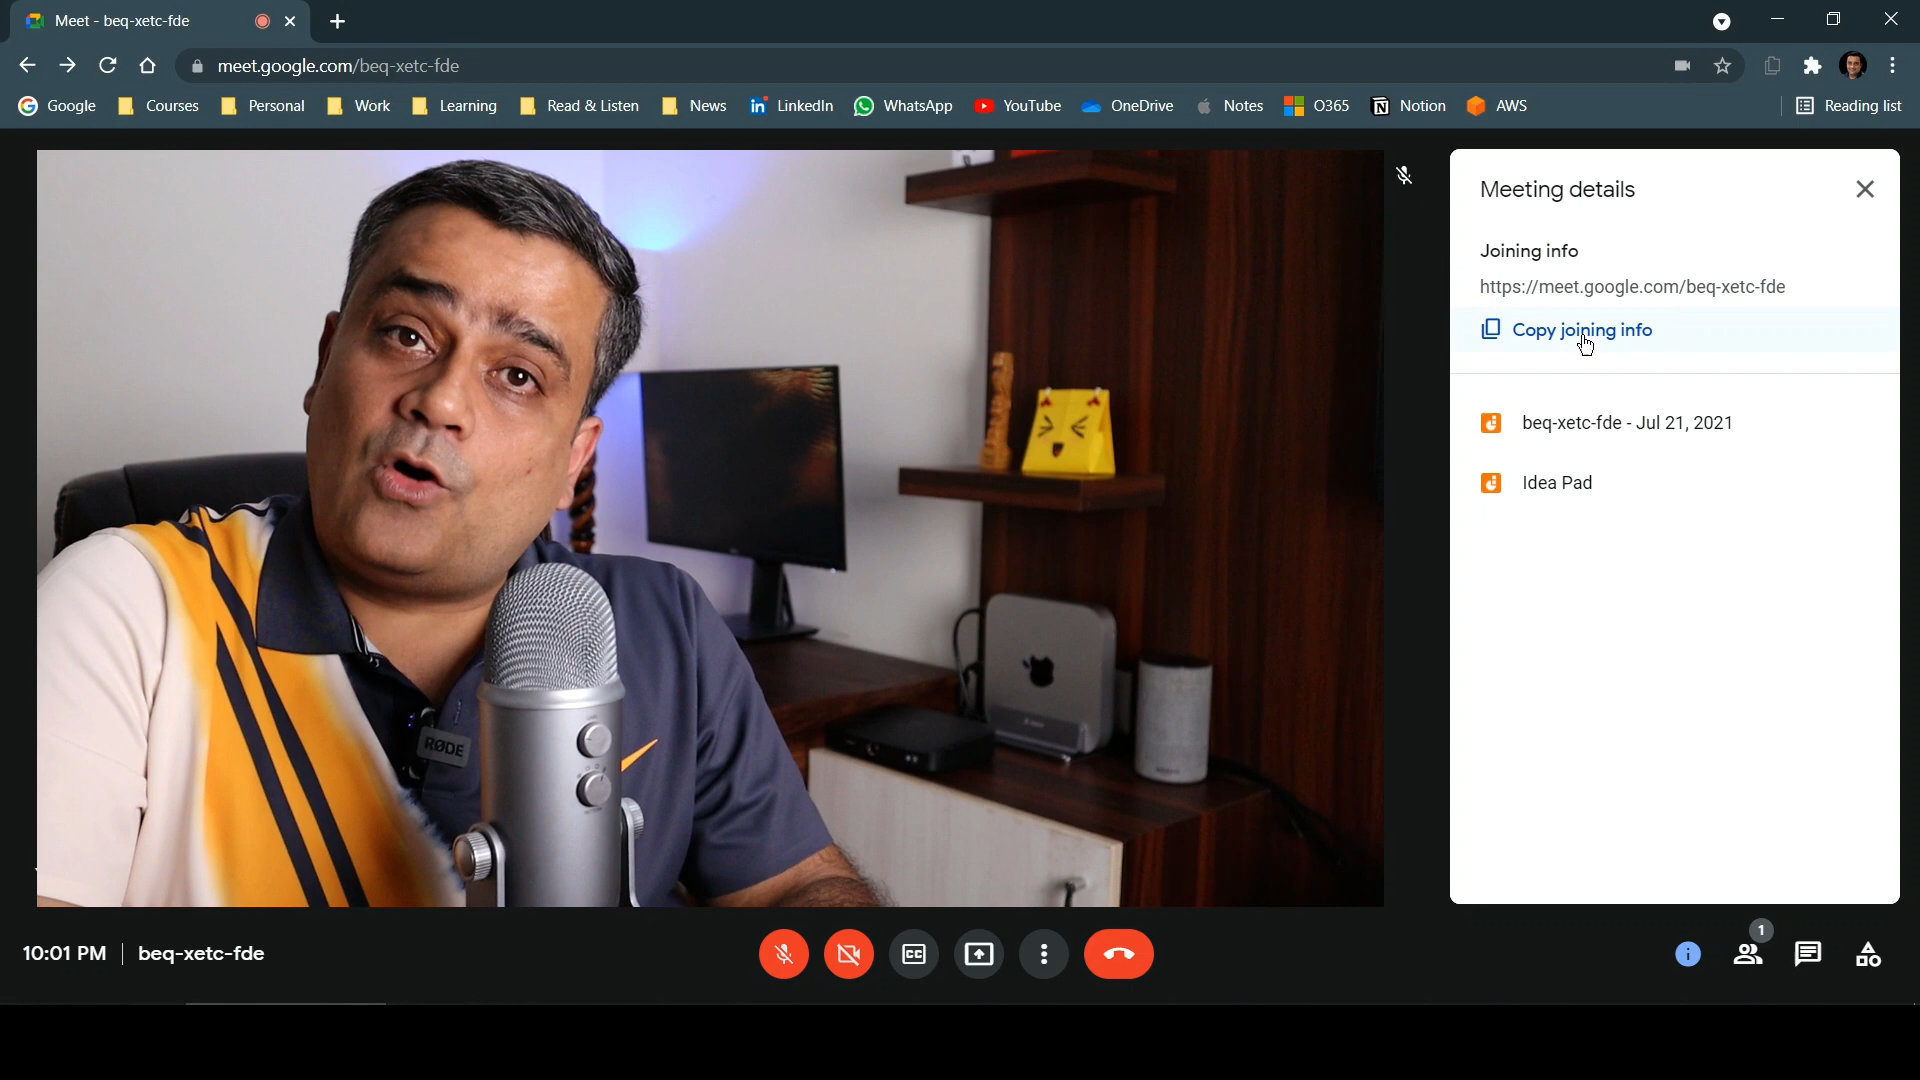 Meet - beq-xetc-fde
meet.google.com/beq-xetc-fde
Google Courses Personal Work Learning Read & Listen News LinkedIn WhatsApp YouTube OneDrive Notes O365 Notion AWS Reading list
Meeting details
Joining info
https://meet.google.com/beq-xetc-fde
Copy joining info
beq-xetc-fde - Jul 21, 2021
Idea Pad
RØDE
1
10:01 PM beq-xetc-fde
CC